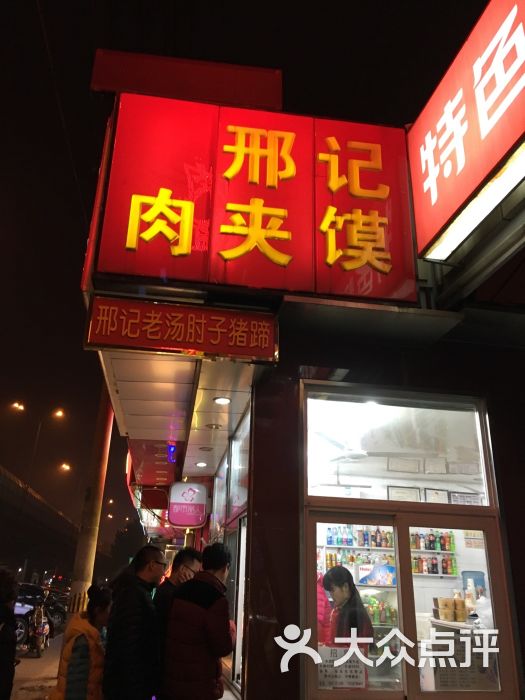 邢记
肉夹馍
特色
邢记老汤肘子猪蹄
招
大众点评